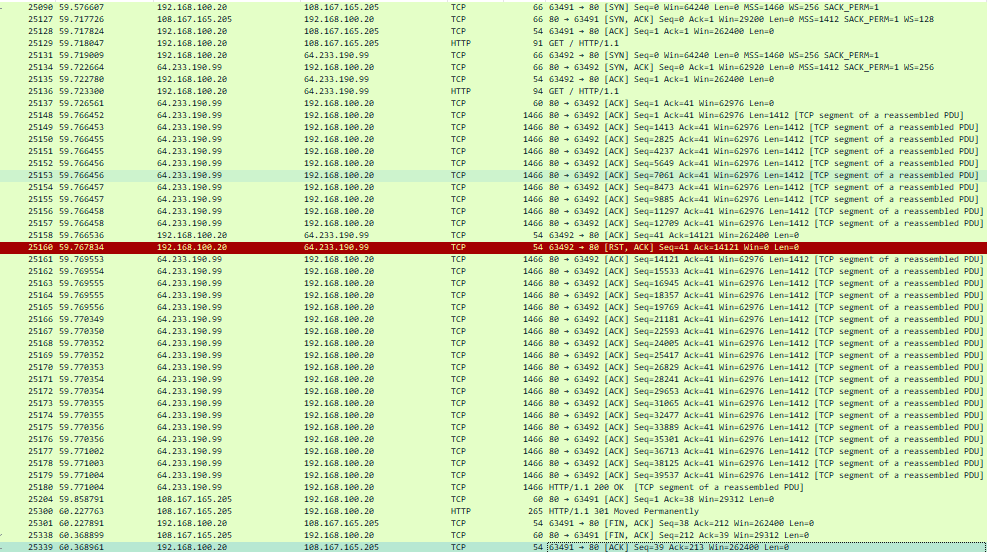 25090 59.576607 192.168.100.20 108.167.165.205 TCP 66 63491 → 80 [SYN] Seq=0 Win=64240 Len=0 MSS=1460 WS=256 SACK_PERM=1
25127 59.717726 108.167.165.205 192.168.100.20 TCP 66 80 → 63491 [SYN, ACK] Seq=0 Ack=1 Win=29200 Len=0 MSS=1412 SACK_PERM=1 WS=128
25128 59.717824 192.168.100.20 108.167.165.205 TCP 54 63491 → 80 [ACK] Seq=1 Ack=1 Win=262400 Len=0
25129 59.718047 192.168.100.20 108.167.165.205 HTTP 91 GET / HTTP/1.1
25131 59.719009 192.168.100.20 64.233.190.99 TCP 66 63492 → 80 [SYN] Seq=0 Win=64240 Len=0 MSS=1460 WS=256 SACK_PERM=1
25134 59.722664 64.233.190.99 192.168.100.20 TCP 66 80 → 63492 [SYN, ACK] Seq=0 Ack=1 Win=62920 Len=0 MSS=1412 SACK_PERM=1 WS=256
25135 59.722780 192.168.100.20 64.233.190.99 TCP 54 63492 → 80 [ACK] Seq=1 Ack=1 Win=262400 Len=0
25136 59.723300 192.168.100.20 64.233.190.99 HTTP 94 GET / HTTP/1.1
25137 59.726561 64.233.190.99 192.168.100.20 TCP 60 80 → 63492 [ACK] Seq=1 Ack=41 Win=62976 Len=0
25148 59.766452 64.233.190.99 192.168.100.20 TCP 1466 80 → 63492 [ACK] Seq=1 Ack=41 Win=62976 Len=1412 [TCP segment of a reassembled PDU]
25149 59.766453 64.233.190.99 192.168.100.20 TCP 1466 80 → 63492 [ACK] Seq=1413 Ack=41 Win=62976 Len=1412 [TCP segment of a reassembled PDU]
25150 59.766455 64.233.190.99 192.168.100.20 TCP 1466 80 → 63492 [ACK] Seq=2825 Ack=41 Win=62976 Len=1412 [TCP segment of a reassembled PDU]
25151 59.766455 64.233.190.99 192.168.100.20 TCP 1466 80 → 63492 [ACK] Seq=4237 Ack=41 Win=62976 Len=1412 [TCP segment of a reassembled PDU]
25152 59.766456 64.233.190.99 192.168.100.20 TCP 1466 80 → 63492 [ACK] Seq=5649 Ack=41 Win=62976 Len=1412 [TCP segment of a reassembled PDU]
25153 59.766456 64.233.190.99 192.168.100.20 TCP 1466 80 → 63492 [ACK] Seq=7061 Ack=41 Win=62976 Len=1412 [TCP segment of a reassembled PDU]
25154 59.766457 64.233.190.99 192.168.100.20 TCP 1466 80 → 63492 [ACK] Seq=8473 Ack=41 Win=62976 Len=1412 [TCP segment of a reassembled PDU]
25155 59.766457 64.233.190.99 192.168.100.20 TCP 1466 80 → 63492 [ACK] Seq=9885 Ack=41 Win=62976 Len=1412 [TCP segment of a reassembled PDU]
25156 59.766458 64.233.190.99 192.168.100.20 TCP 1466 80 → 63492 [ACK] Seq=11297 Ack=41 Win=62976 Len=1412 [TCP segment of a reassembled PDU]
25157 59.766458 64.233.190.99 192.168.100.20 TCP 1466 80 → 63492 [ACK] Seq=12709 Ack=41 Win=62976 Len=1412 [TCP segment of a reassembled PDU]
25158 59.766536 192.168.100.20 64.233.190.99 TCP 54 63492 → 80 [ACK] Seq=41 Ack=14121 Win=262400 Len=0
25160 59.767834 192.168.100.20 64.233.190.99 TCP 54 63492 → 80 [RST, ACK] Seq=41 Ack=14121 Win=0 Len=0
25161 59.769553 64.233.190.99 192.168.100.20 TCP 1466 80 → 63492 [ACK] Seq=14121 Ack=41 Win=62976 Len=1412 [TCP segment of a reassembled PDU]
25162 59.769554 64.233.190.99 192.168.100.20 TCP 1466 80 → 63492 [ACK] Seq=15533 Ack=41 Win=62976 Len=1412 [TCP segment of a reassembled PDU]
25163 59.769555 64.233.190.99 192.168.100.20 TCP 1466 80 → 63492 [ACK] Seq=16945 Ack=41 Win=62976 Len=1412 [TCP segment of a reassembled PDU]
25164 59.769555 64.233.190.99 192.168.100.20 TCP 1466 80 → 63492 [ACK] Seq=18357 Ack=41 Win=62976 Len=1412 [TCP segment of a reassembled PDU]
25165 59.769556 64.233.190.99 192.168.100.20 TCP 1466 80 → 63492 [ACK] Seq=19769 Ack=41 Win=62976 Len=1412 [TCP segment of a reassembled PDU]
25166 59.770349 64.233.190.99 192.168.100.20 TCP 1466 80 → 63492 [ACK] Seq=21181 Ack=41 Win=62976 Len=1412 [TCP segment of a reassembled PDU]
25167 59.770350 64.233.190.99 192.168.100.20 TCP 1466 80 → 63492 [ACK] Seq=22593 Ack=41 Win=62976 Len=1412 [TCP segment of a reassembled PDU]
25168 59.770352 64.233.190.99 192.168.100.20 TCP 1466 80 → 63492 [ACK] Seq=24005 Ack=41 Win=62976 Len=1412 [TCP segment of a reassembled PDU]
25169 59.770352 64.233.190.99 192.168.100.20 TCP 1466 80 → 63492 [ACK] Seq=25417 Ack=41 Win=62976 Len=1412 [TCP segment of a reassembled PDU]
25170 59.770353 64.233.190.99 192.168.100.20 TCP 1466 80 → 63492 [ACK] Seq=26829 Ack=41 Win=62976 Len=1412 [TCP segment of a reassembled PDU]
25171 59.770354 64.233.190.99 192.168.100.20 TCP 1466 80 → 63492 [ACK] Seq=28241 Ack=41 Win=62976 Len=1412 [TCP segment of a reassembled PDU]
25172 59.770354 64.233.190.99 192.168.100.20 TCP 1466 80 → 63492 [ACK] Seq=29653 Ack=41 Win=62976 Len=1412 [TCP segment of a reassembled PDU]
25173 59.770355 64.233.190.99 192.168.100.20 TCP 1466 80 → 63492 [ACK] Seq=31065 Ack=41 Win=62976 Len=1412 [TCP segment of a reassembled PDU]
25174 59.770355 64.233.190.99 192.168.100.20 TCP 1466 80 → 63492 [ACK] Seq=32477 Ack=41 Win=62976 Len=1412 [TCP segment of a reassembled PDU]
25175 59.770356 64.233.190.99 192.168.100.20 TCP 1466 80 → 63492 [ACK] Seq=33889 Ack=41 Win=62976 Len=1412 [TCP segment of a reassembled PDU]
25176 59.770356 64.233.190.99 192.168.100.20 TCP 1466 80 → 63492 [ACK] Seq=35301 Ack=41 Win=62976 Len=1412 [TCP segment of a reassembled PDU]
25177 59.771002 64.233.190.99 192.168.100.20 TCP 1466 80 → 63492 [ACK] Seq=36713 Ack=41 Win=62976 Len=1412 [TCP segment of a reassembled PDU]
25178 59.771003 64.233.190.99 192.168.100.20 TCP 1466 80 → 63492 [ACK] Seq=38125 Ack=41 Win=62976 Len=1412 [TCP segment of a reassembled PDU]
25179 59.771004 64.233.190.99 192.168.100.20 TCP 1466 80 → 63492 [ACK] Seq=39537 Ack=41 Win=62976 Len=1412 [TCP segment of a reassembled PDU]
25180 59.771004 64.233.190.99 192.168.100.20 TCP 1466 HTTP/1.1 200 OK [TCP segment of a reassembled PDU]
25204 59.858791 108.167.165.205 192.168.100.20 TCP 60 80 → 63491 [ACK] Seq=1 Ack=38 Win=29312 Len=0
25300 60.227763 108.167.165.205 192.168.100.20 HTTP 265 HTTP/1.1 301 Moved Permanently
25301 60.227891 192.168.100.20 108.167.165.205 TCP 54 63491 → 80 [FIN, ACK] Seq=38 Ack=212 Win=262400 Len=0
25338 60.368899 108.167.165.205 192.168.100.20 TCP 60 80 → 63491 [FIN, ACK] Seq=212 Ack=39 Win=29312 Len=0
25339 60.368961 192.168.100.20 108.167.165.205 TCP 54 63491 → 80 [ACK] Seq=39 Ack=213 Win=262400 Len=0